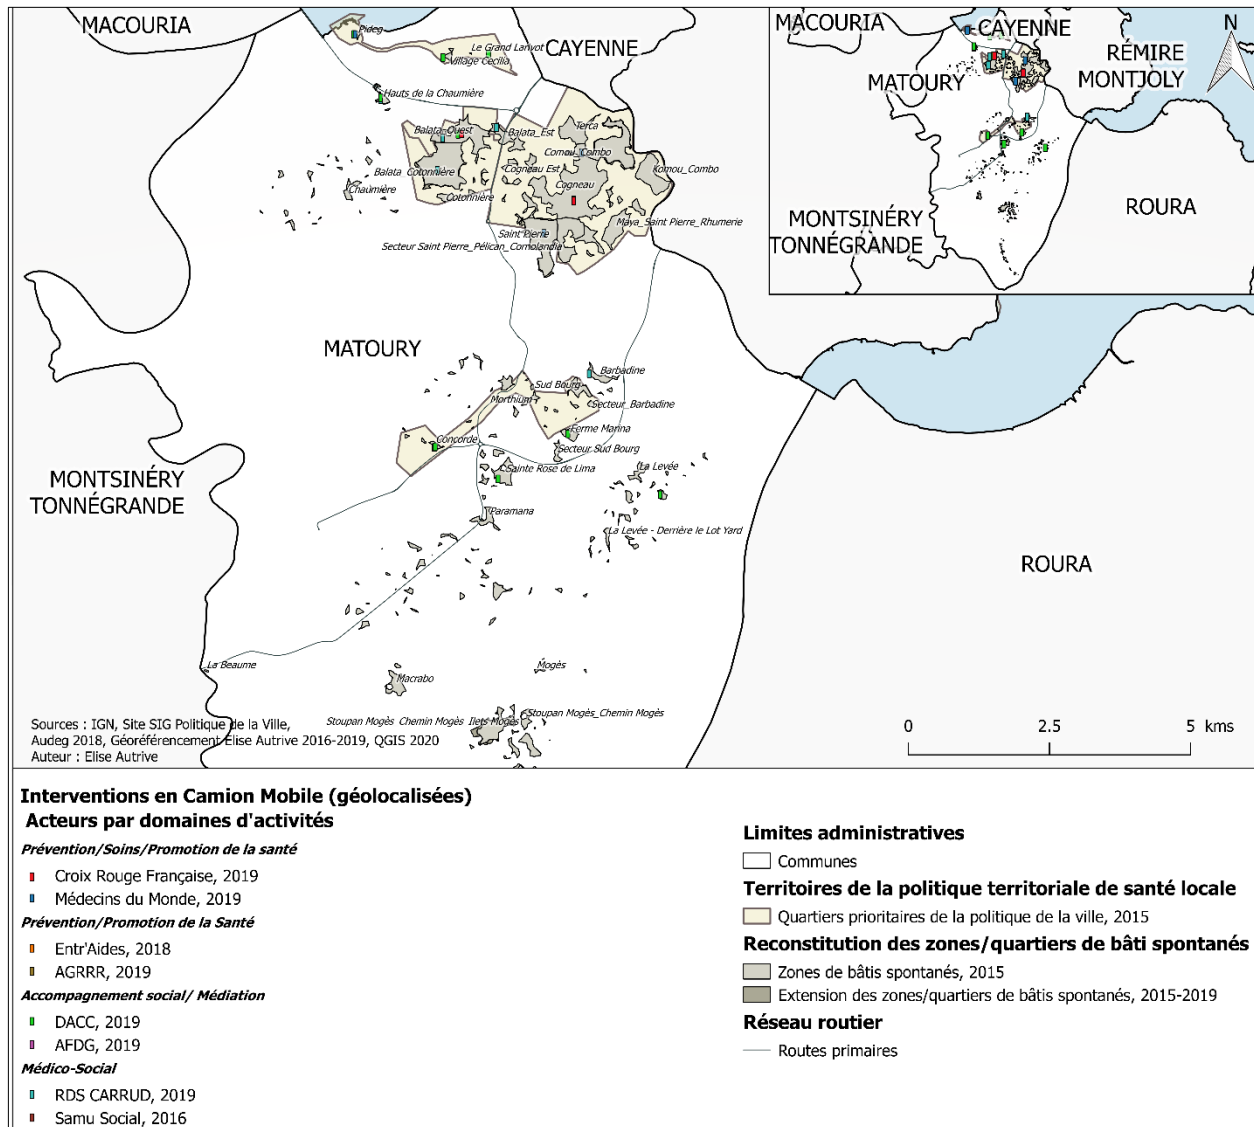 MACOURIA
Pideg
Le Grand Larivot
Village Cécilia
CAYENNE
Hauts de la Chaumière
Balata_Ouest
Balata_Est
Terca
Comou_Combo
Balata_Cotonnière
Cogneau Est
Komou_Combo
Cogneau
Chaumière
Cotonnière
Maya_Saint Pierre_Rhumerie
Saint Pierre
Secteur Saint Pierre_Pélican_Comolandia
MATOURY
Barbadine
Sud Bourg
Morthium
Secteur_Barbadine
Ferme Marina
Concorde
Secteur Sud Bourg
MONTSINÉRY
TONNÉGRANDE
Sainte Rose de Lima
La Levée
Paramana
La Levée - Derrière le Lot Yard
ROURA
La Beaume
Mogès
Macrabo
Stoupan Mogès_Chemin Mogès_Ilets Mogès
Stoupan Mogès_Chemin Mogès
CAYENNE
N
RÉMIRE
MONTJOLY
MATOURY
MONTSINÉRY
TONNÉGRANDE
ROURA
Sources : IGN, Site SIG Politique de la Ville,
Audeg 2018, Géoréférencement Elise Autrive 2016-2019, QGIS 2020
Auteur : Elise Autrive
0 2.5 5 kms
Interventions en Camion Mobile (géolocalisées)
Acteurs par domaines d'activités
Prévention/Soins/Promotion de la santé
Croix Rouge Française, 2019
Médecins du Monde, 2019
Prévention/Promotion de la Santé
Entr'Aides, 2018
AGRRR, 2019
Accompagnement social/ Médiation
DACC, 2019
AFDG, 2019
Médico-Social
RDS CARRUD, 2019
Samu Social, 2016
Limites administratives
Communes
Territoires de la politique territoriale de santé locale
Quartiers prioritaires de la politique de la ville, 2015
Reconstitution des zones/quartiers de bâti spontanés
Zones de bâtis spontanés, 2015
Extension des zones/quartiers de bâtis spontanés, 2015-2019
Réseau routier
Routes primaires